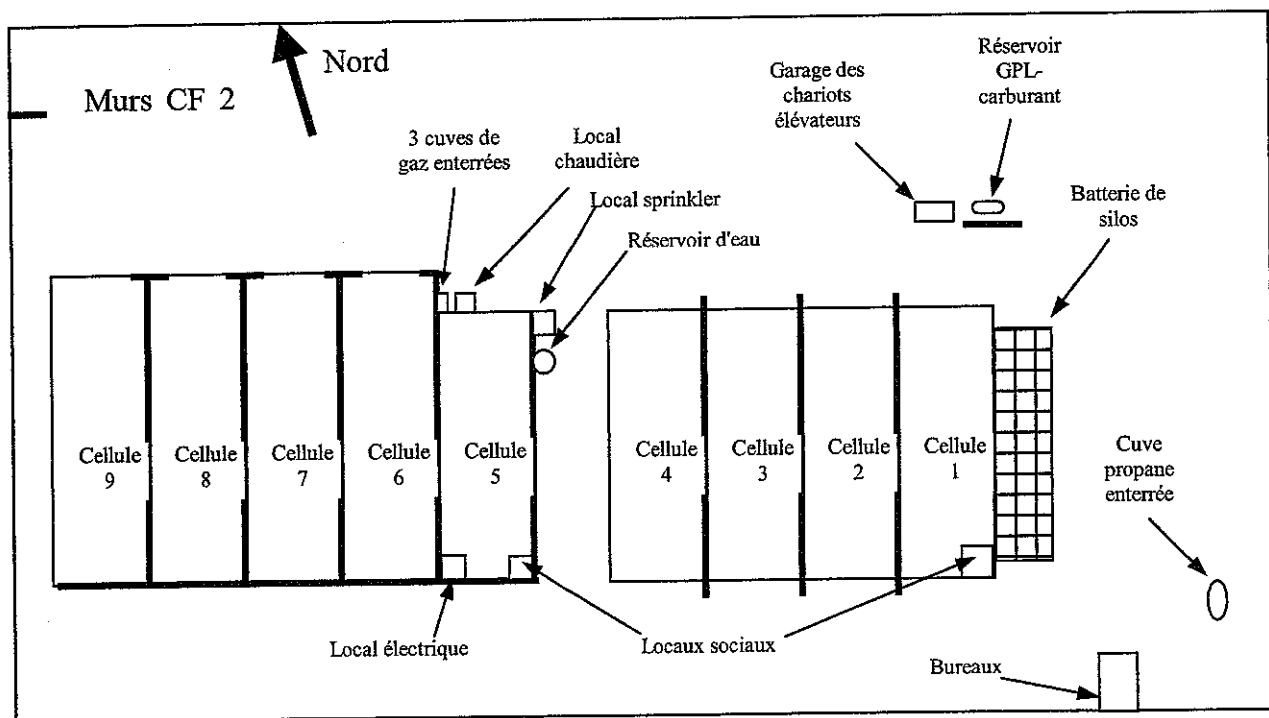 Nord
Murs CF 2
Réservoir
GPL-
carburant
Garage des
chariots
élévateurs
3 cuves de
gaz enterrées
Local
chaudière
Local sprinkler
Réservoir d'eau
Batterie de
silos
Cellule
9
Cellule
8
Cellule
7
Cellule
6
Cellule
5
Cellule
4
Cellule
3
Cellule
2
Cellule
1
Cuve
propane
enterrée
Local électrique
Locaux sociaux
Bureaux